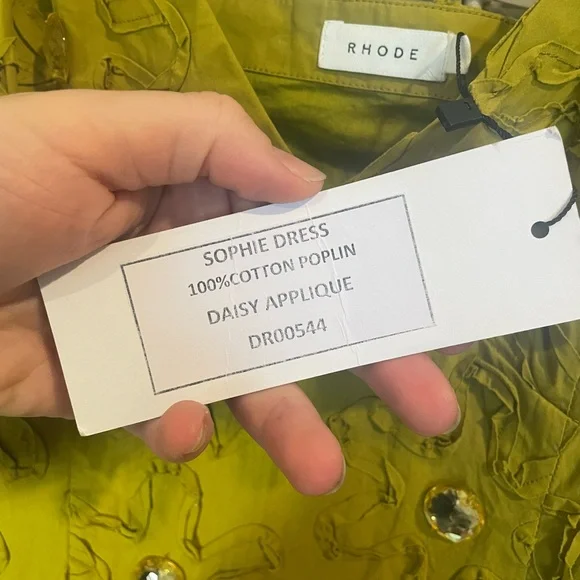 RHODE
SOPHIE DRESS
100%COTTON POPLIN
DAISY APPLIQUE
DR00544